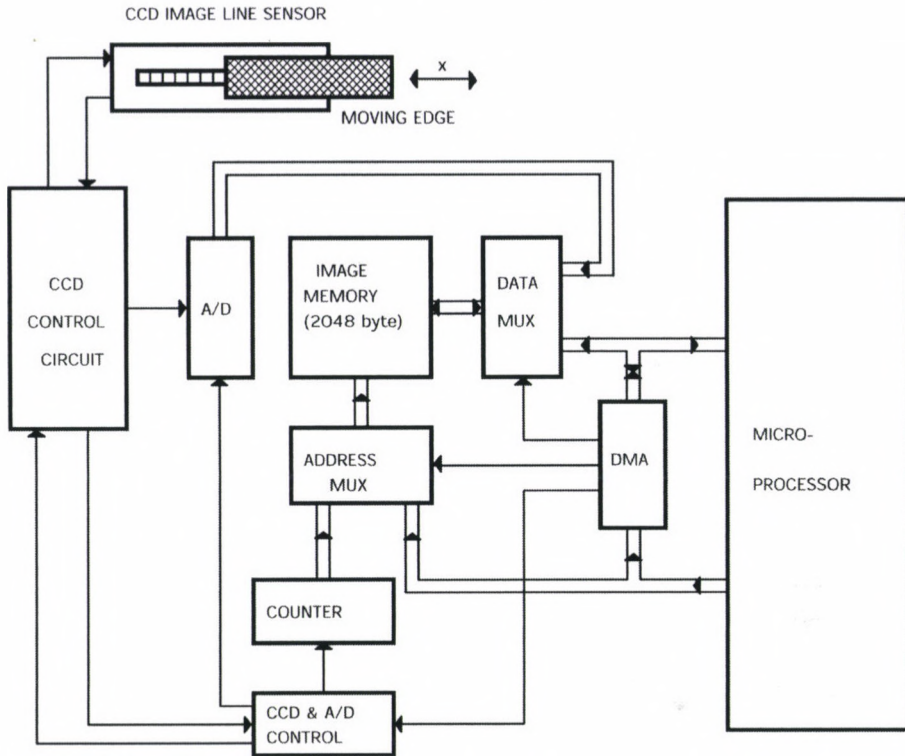 CCD IMAGE LINE SENSOR
x
MOVING EDGE
CCD
CONTROL
CIRCUIT
A/D
IMAGE
MEMORY
(2048 byte)
DATA
MUX
ADDRESS
MUX
DMA
MICRO-
PROCESSOR
COUNTER
CCD & A/D
CONTROL